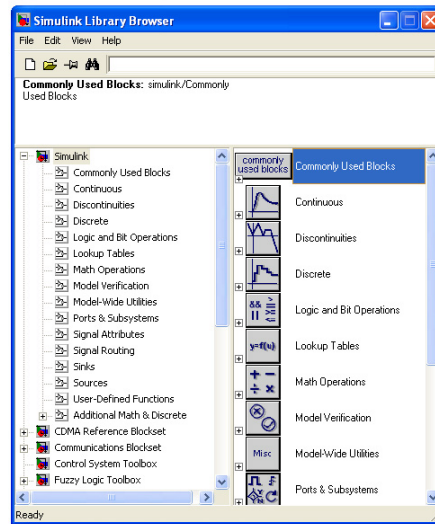 Simulink Library Browser
File Edit View Help
Commonly Used Blocks: simulink/Commonly
Used Blocks
Simulink
Commonly Used Blocks
Continuous
Discontinuities
Discrete
Logic and Bit Operations
Lookup Tables
Math Operations
Model Verification
Model-Wide Utilities
Ports & Subsystems
Signal Attributes
Signal Routing
Sinks
Sources
User-Defined Functions
Additional Math & Discrete
CDMA Reference Blockset
Communications Blockset
Control System Toolbox
Fuzzy Logic Toolbox
commonly
used blocks
Commonly Used Blocks
Continuous
Discontinuities
Discrete
Logic and Bit Operations
y=f(u)
Lookup Tables
+ −
÷ ×
Math Operations
Model Verification
Misc
Model-Wide Utilities
Ports & Subsystems
Ready